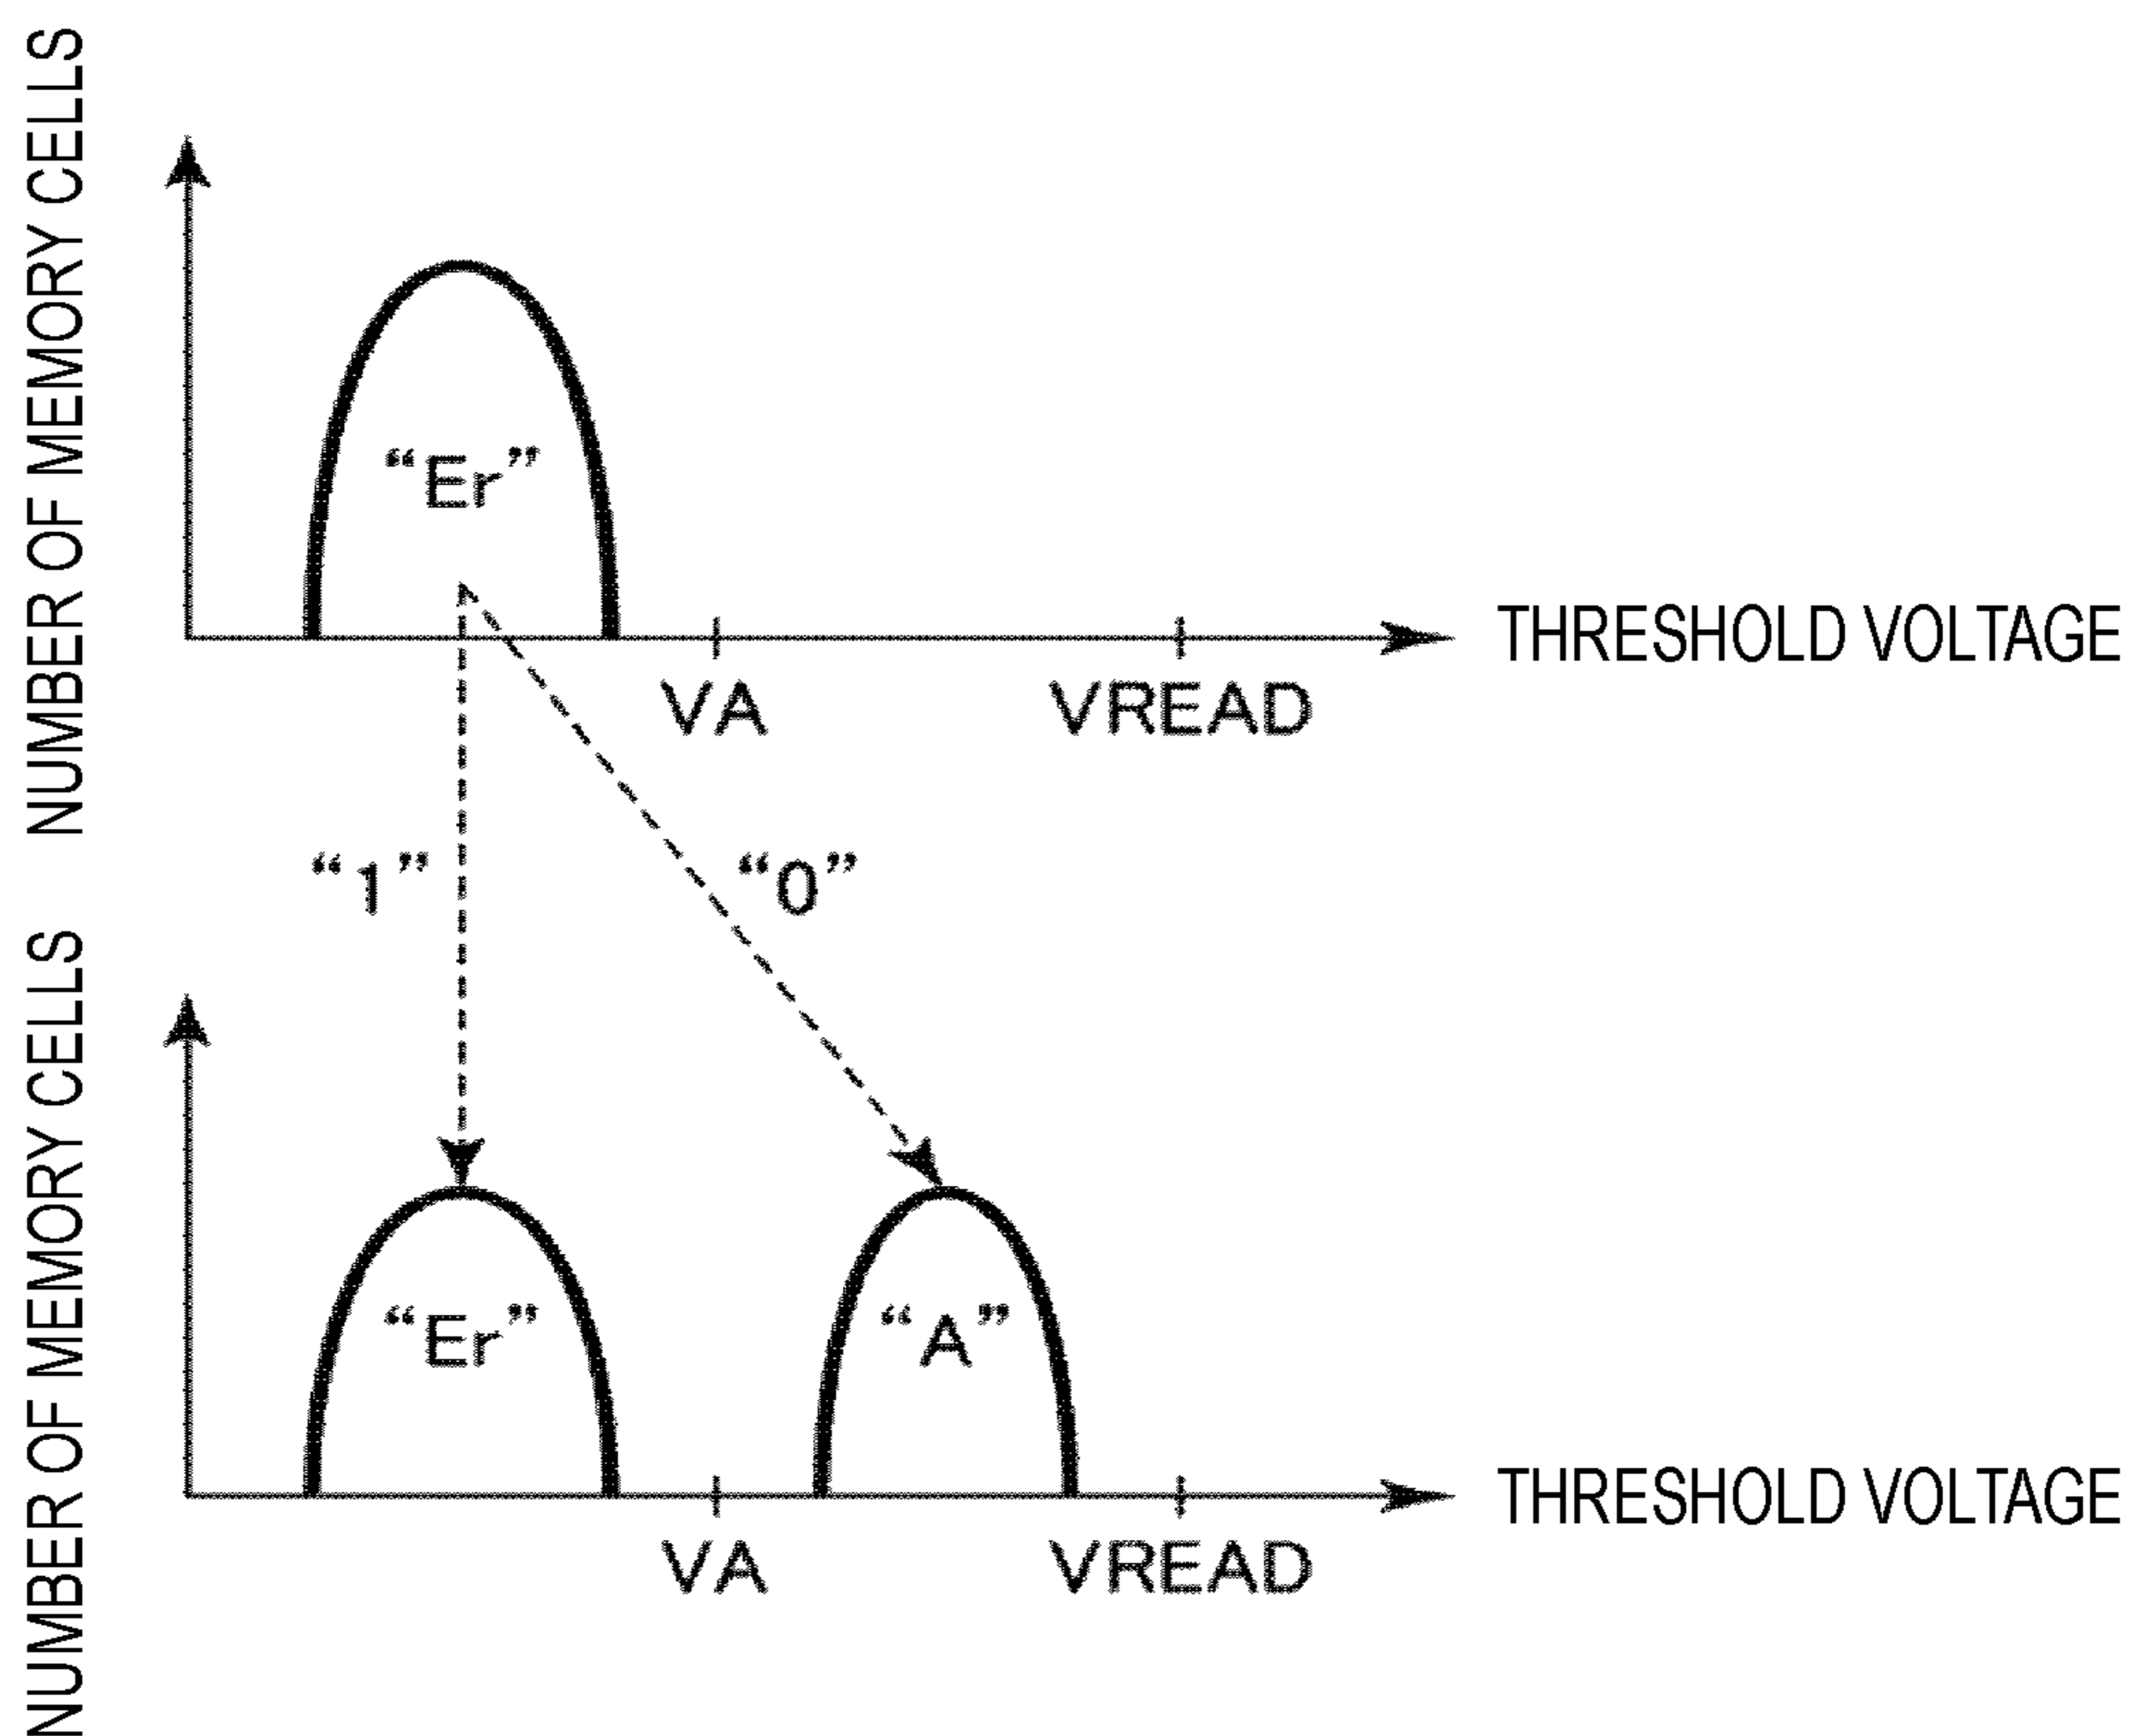 NUMBER OF MEMORY CELLS
“Er”
THRESHOLD VOLTAGE
VA
VREAD
“1”
“0”
NUMBER OF MEMORY CELLS
“Er”
“A”
THRESHOLD VOLTAGE
VA
VREAD